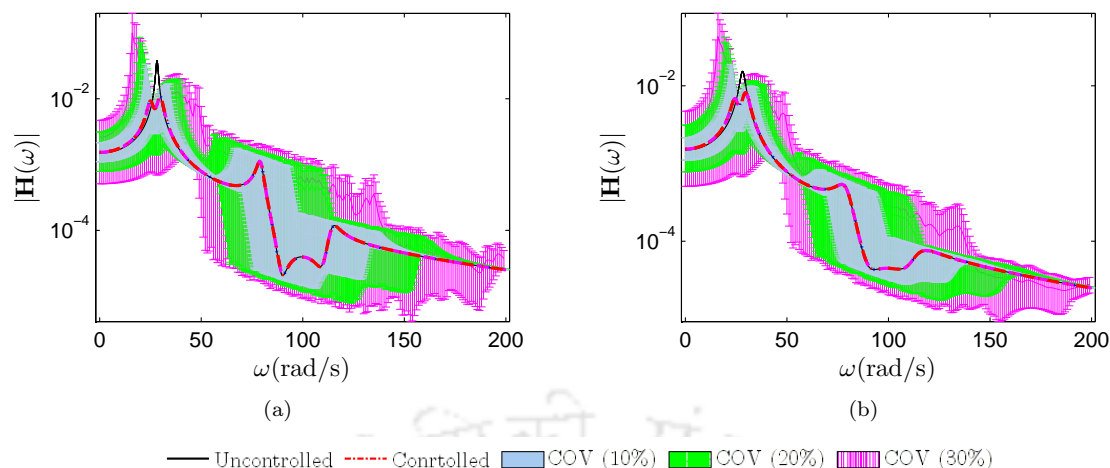 10⁻²
10⁻⁴
|H(ω)|
0 50 100 150 200
ω(rad/s)
(a)
10⁻²
10⁻⁴
|H(ω)|
0 50 100 150 200
ω(rad/s)
(b)
Uncontrolled Conrtolled COV (10%) COV (20%) COV (30%)